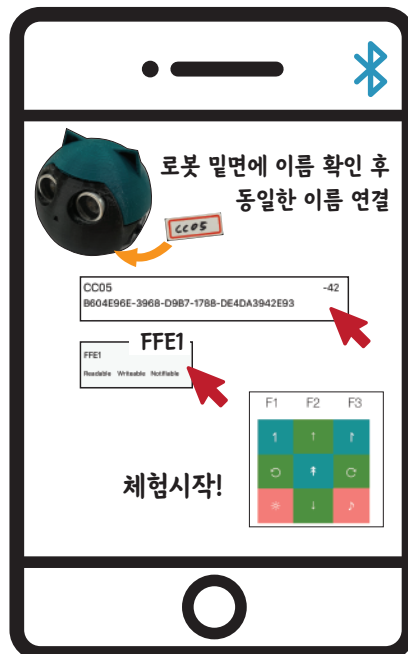 로봇 밑면에 이름 확인 후
동일한 이름 연결
CC05
CC05 -42
B604E96E-3968-D9B7-1788-DE4DA3942E93
FFE1
FFE1
Readable Writeable Notifiable
F1 F2 F3
체험시작!